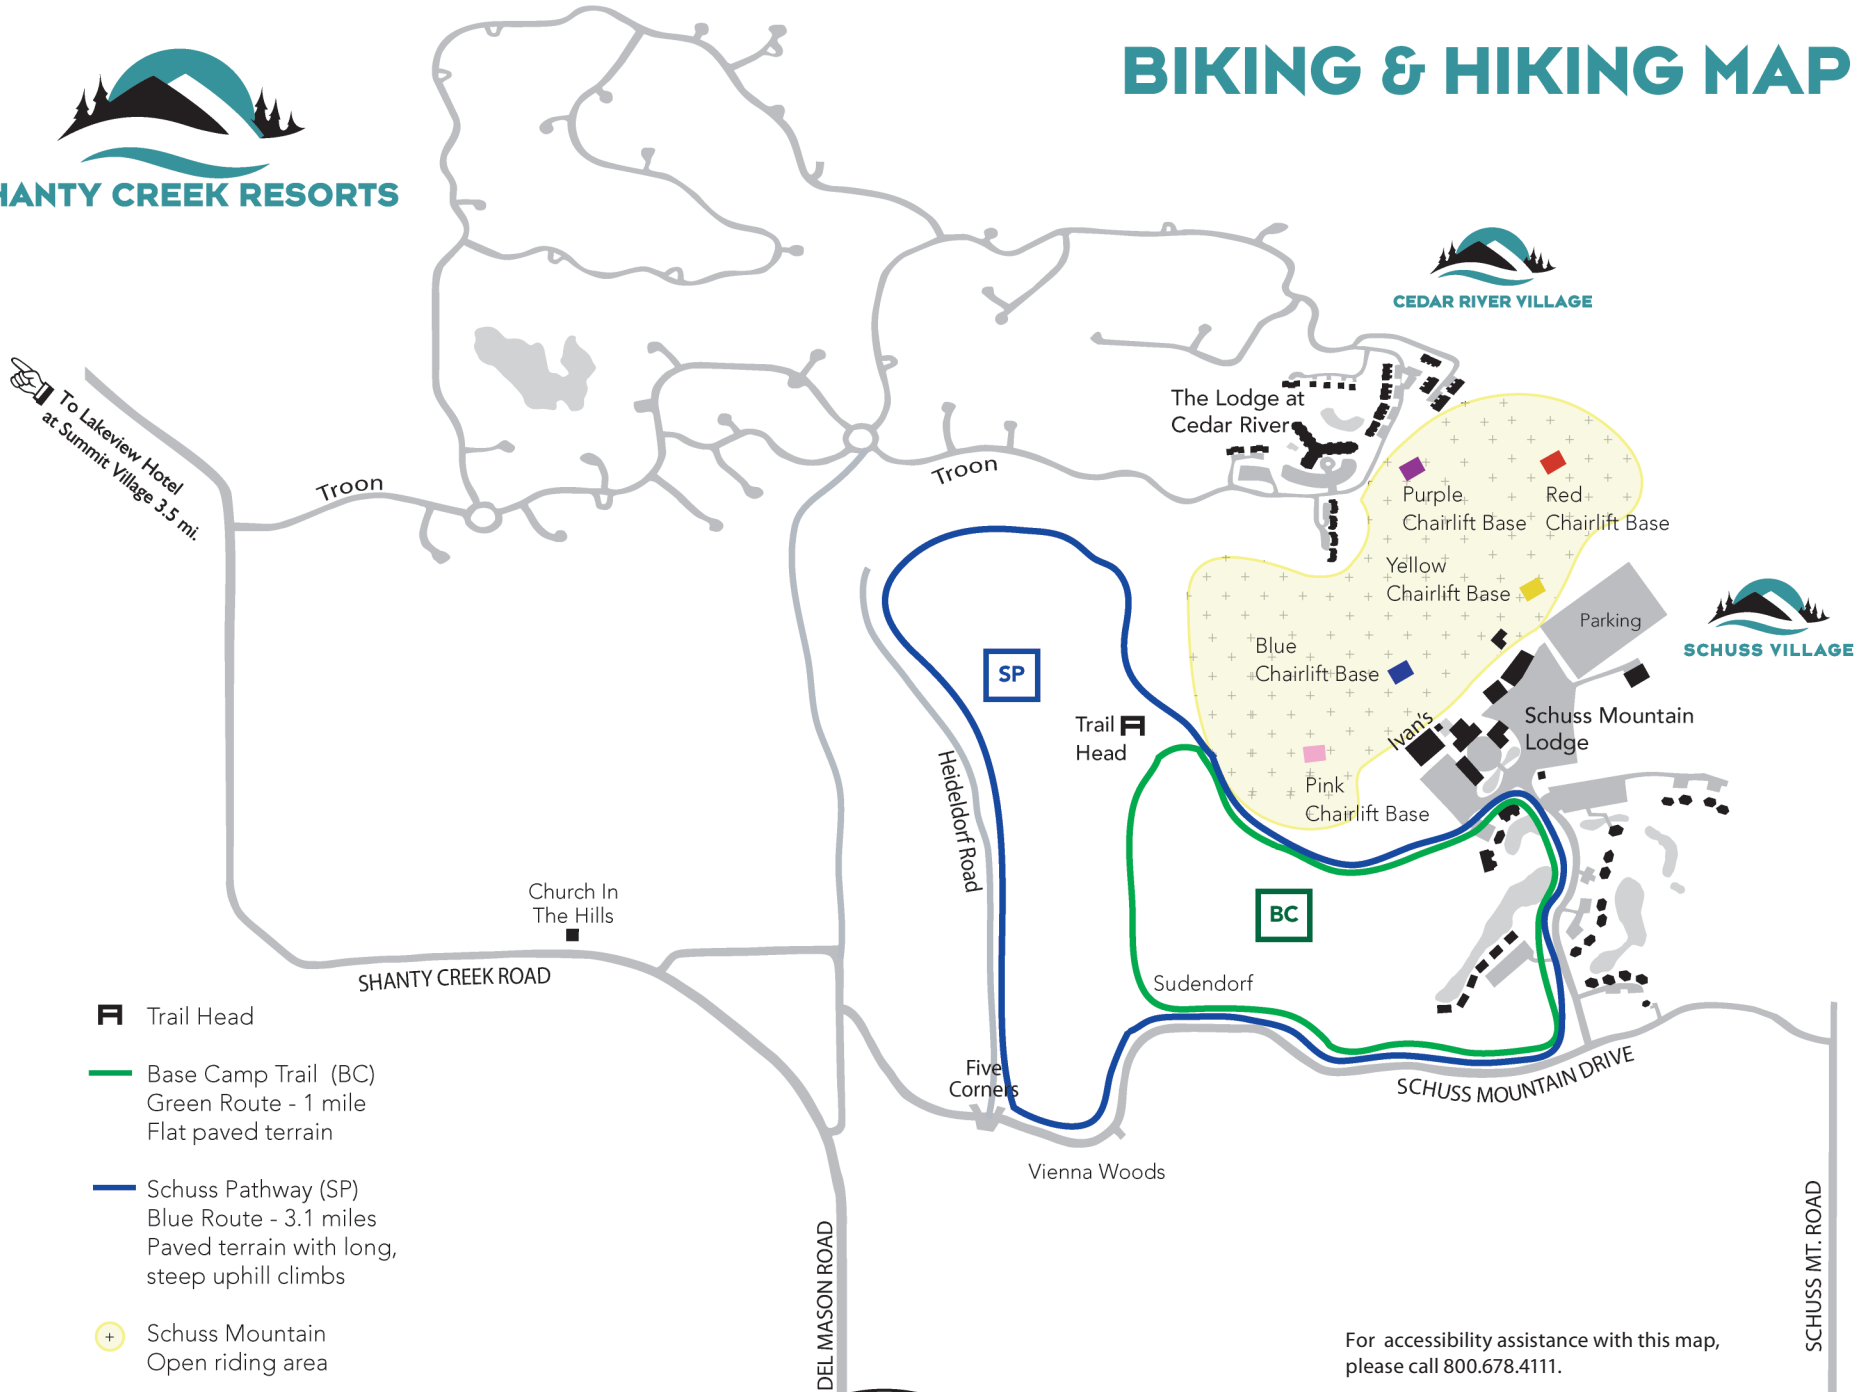 BIKING & HIKING MAP
HANTY CREEK RESORTS
CEDAR RIVER VILLAGE
To Lakeview Hotel
at Summit Village 3.5 mi.
The Lodge at
Cedar River
Troon
Troon
Purple
Chairlift Base
Red
Chairlift Base
Yellow
Chairlift Base
Parking
SCHUSS VILLAGE
Blue
Chairlift Base
SP
Trail
Head
Ivan's
Schuss Mountain
Lodge
Pink
Chairlift Base
Heideldorf Road
Church In
The Hills
BC
SHANTY CREEK ROAD
Sudendorf
Trail Head
Five
Corners
SCHUSS MOUNTAIN DRIVE
Base Camp Trail (BC)
Green Route - 1 mile
Flat paved terrain
Vienna Woods
Schuss Pathway (SP)
Blue Route - 3.1 miles
Paved terrain with long,
steep uphill climbs
DEL MASON ROAD
SCHUSS MT. ROAD
+ Schuss Mountain
Open riding area
For accessibility assistance with this map,
please call 800.678.4111.